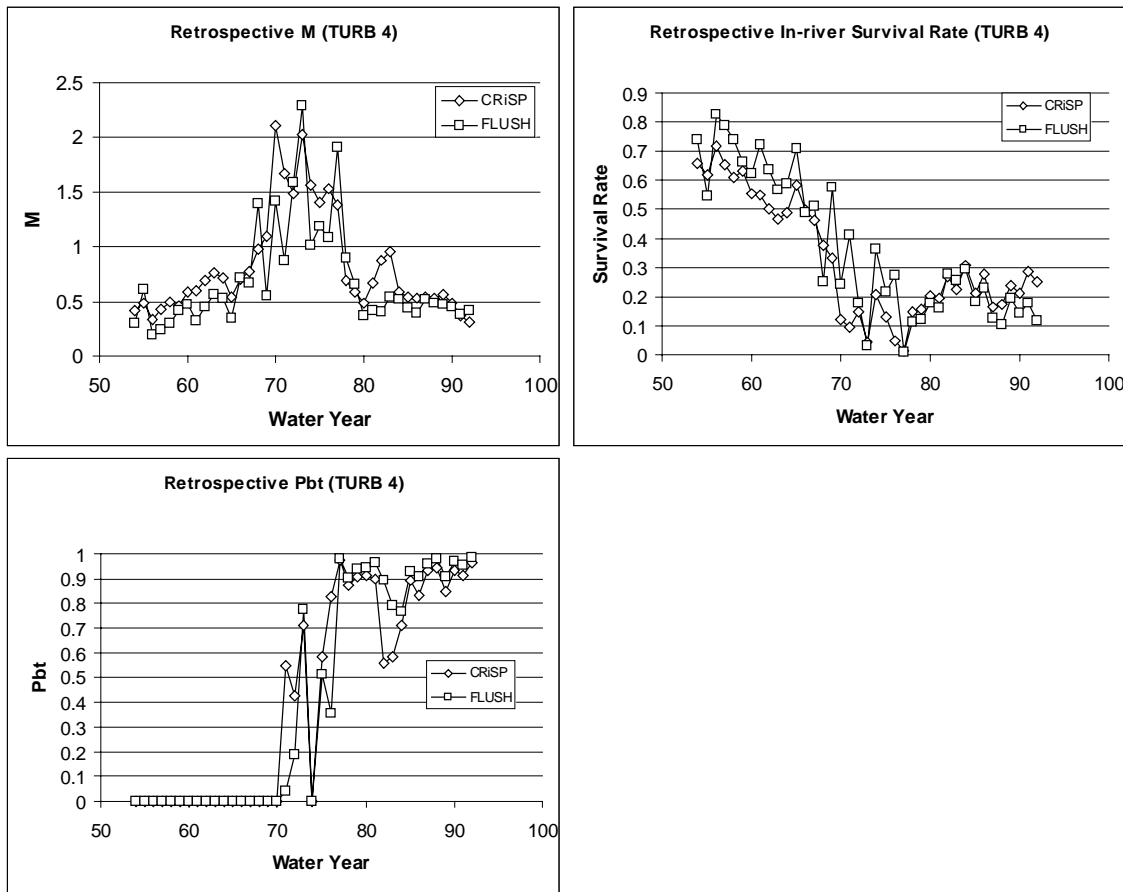 Retrospective M (TURB 4)
2.5
2
1.5
1
0.5
0
M
50 60 70 80 90 100
Water Year
CRiSP
FLUSH
Retrospective In-river Survival Rate (TURB 4)
0.9
0.8
0.7
0.6
0.5
0.4
0.3
0.2
0.1
0
Survival Rate
50 60 70 80 90 100
Water Year
CRiSP
FLUSH
Retrospective Pbt (TURB 4)
1
0.9
0.8
0.7
0.6
0.5
0.4
0.3
0.2
0.1
0
Pbt
50 60 70 80 90 100
Water Year
CRiSP
FLUSH